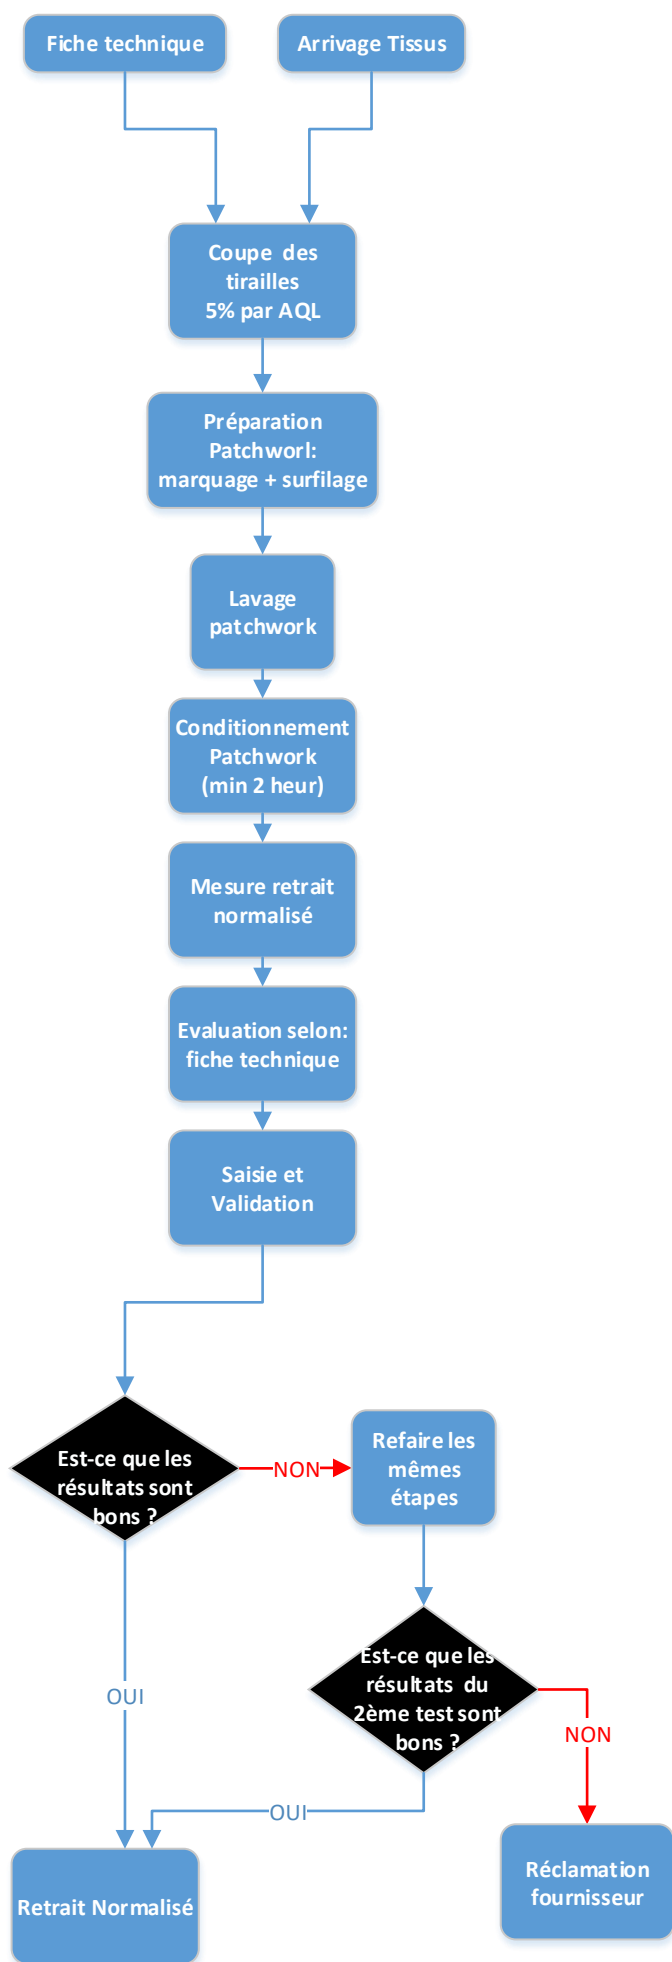 Fiche technique
Arrivage Tissus
Coupe des
tirailles
5% par AQL
Préparation
Patchworl:
marquage + surfilage
Lavage
patchwork
Conditionnement
Patchwork
(min 2 heur)
Mesure retrait
normalisé
Evaluation selon:
fiche technique
Saisie et
Validation
Est-ce que les
résultats sont
bons ?
NON
Refaire les
mêmes
étapes
OUI
Est-ce que les
résultats du
2ème test sont
bons ?
NON
OUI
Retrait Normalisé
Réclamation
fournisseur